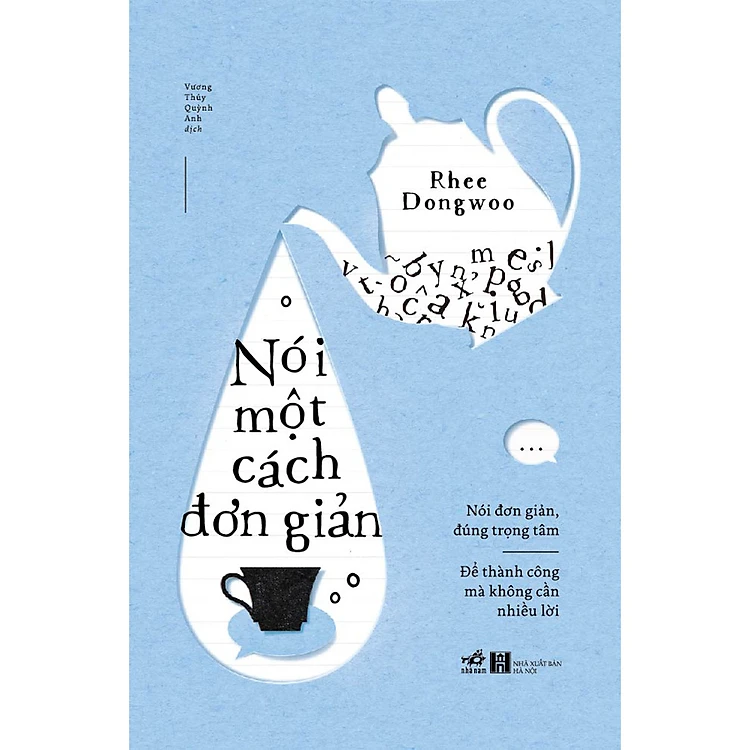 Vương
Thúy
Quỳnh
Anh
dịch
Rhee
Dongwoo
Nói
một
cách
đơn giản
...
Nói đơn giản,
đúng trọng tâm
Để thành công
mà không cần
nhiều lời
nhã nam
NHÀ XUẤT BẢN
HÀ NỘI